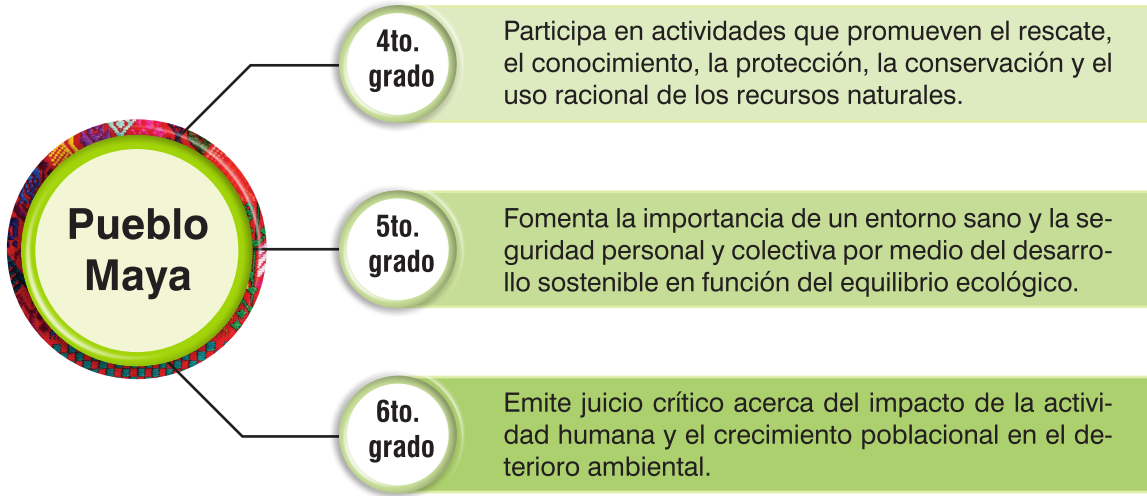 Pueblo
Maya
4to.
grado
Participa en actividades que promueven el rescate,
el conocimiento, la protección, la conservación y el
uso racional de los recursos naturales.
5to.
grado
Fomenta la importancia de un entorno sano y la se-
guridad personal y colectiva por medio del desarro-
llo sostenible en función del equilibrio ecológico.
6to.
grado
Emite juicio crítico acerca del impacto de la activi-
dad humana y el crecimiento poblacional en el de-
terioro ambiental.